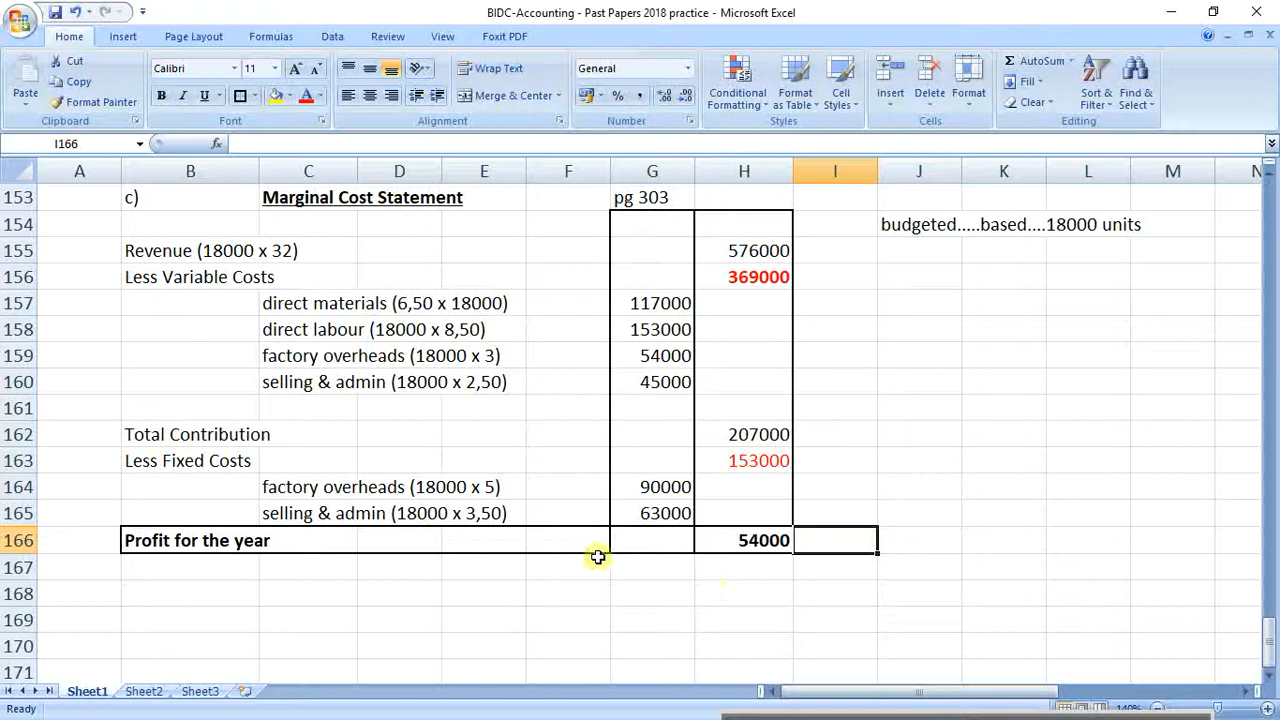 BIDC-Accounting - Past Papers 2018 practice - Microsoft Excel
Home Insert Page Layout Formulas Data Review View Foxit PDF
Paste
Cut
Copy
Format Painter
Clipboard
Calibri 11
B I U
Font
Wrap Text
Merge & Center
Alignment
General
Number
Conditional Formatting
Format as Table
Cell Styles
Styles
Insert
Delete
Format
Cells
AutoSum
Fill
Clear
Sort & Filter
Find & Select
Editing
I166 fx
A B C D E F G H I J K L M N
153 c) Marginal Cost Statement pg 303
154 budgeted.....based....18000 units
155 Revenue (18000 x 32) 576000
156 Less Variable Costs 369000
157 direct materials (6,50 x 18000) 117000
158 direct labour (18000 x 8,50) 153000
159 factory overheads (18000 x 3) 54000
160 selling & admin (18000 x 2,50) 45000
161
162 Total Contribution 207000
163 Less Fixed Costs 153000
164 factory overheads (18000 x 5) 90000
165 selling & admin (18000 x 3,50) 63000
166 Profit for the year 54000
167
168
169
170
171
Sheet1 Sheet2 Sheet3
Ready 140%